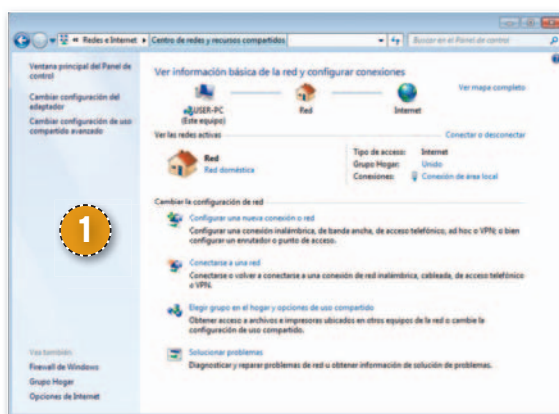 Redes e Internet
Centro de redes y recursos compartidos
Buscar en el Panel de control
Ventana principal del Panel de
control
Cambiar configuración del
adaptador
Cambiar configuración de uso
compartido avanzado
Ver información básica de la red y configurar conexiones
Ver mapa completo
USER-PC
(Este equipo)
Red
Internet
Ver las redes activas
Conectar o desconectar
Red
Red doméstica
Tipo de acceso: Internet
Grupo Hogar: Unido
Conexiones: Conexión de área local
1
Cambiar la configuración de red
Configurar una nueva conexión o red
Configurar una conexión inalámbrica, de banda ancha, de acceso telefónico, ad hoc o VPN; o bien
configurar un enrutador o punto de acceso.
Conectarse a una red
Conectarse o volver a conectarse a una conexión de red inalámbrica, cableada, de acceso telefónico
o VPN.
Elegir grupo en el hogar y opciones de uso compartido
Obtener acceso a archivos e impresoras ubicados en otros equipos de la red o cambie la
configuración de uso compartido.
Solucionar problemas
Diagnosticar y reparar problemas de red u obtener información de solución de problemas.
Vea también
Firewall de Windows
Grupo Hogar
Opciones de Internet